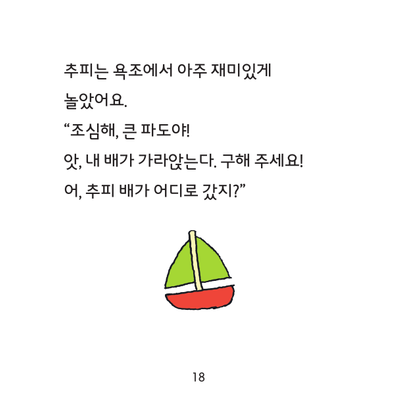 추피는 욕조에서 아주 재미있게
놀았어요.
“조심해, 큰 파도야!
앗, 내 배가 가라앉는다. 구해 주세요!
어, 추피 배가 어디로 갔지?”
18